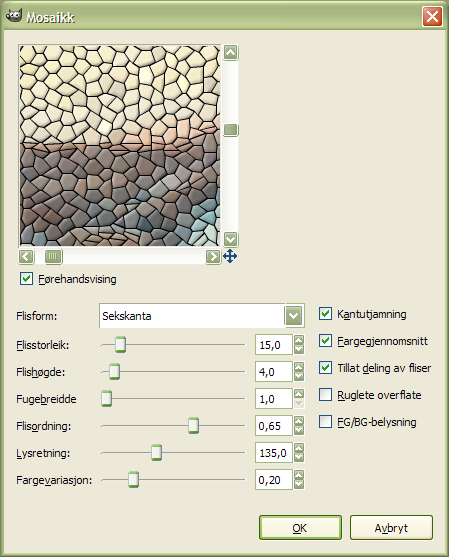 Mosaikk
Førehandsvising
Flisform: Sekskanta
Flisstorleik: 15,0
Flishøgde: 4,0
Fugebreidde 1,0
Flisordning: 0,65
Lysretning: 135,0
Fargevariasjon: 0,20
Kantutjamning
Fargegjennomsnitt
Tillat deling av fliser
Ruglete overflate
FG/BG-belysning
OK Avbryt